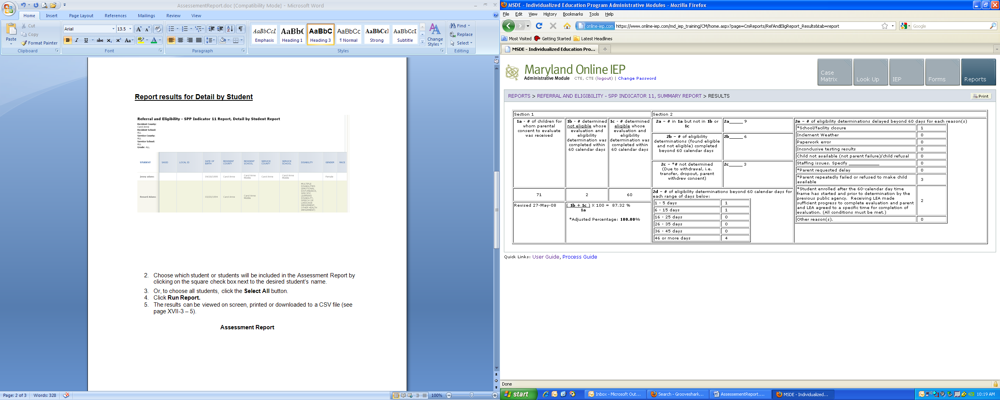 AssessementReport.doc [Compatibility Mode] - Microsoft Word
Home Insert Page Layout References Mailings Review View
Paste
Cut
Copy
Format Painter
Clipboard
Arial 13.5
Font
Paragraph
AaBbCcI AaBbC AaBbC AaBbCc AaBbCcI AaBbCcI
Emphasis Heading 1 Heading 3 ¶ Normal Strong Subtitle
Change
Styles
Styles
Find
Replace
Select
Editing
Report results for Detail by Student
Referral and Eligibility - SPP Indicator 11 Report, Detail by Student Report
Resident County:
Carol Anne
Resident School:
ALL
Service County:
ALL
Service School:
ALL
Grade: ALL
STUDENT SASID LOCAL ID DATE OF BIRTH RESIDENT COUNTY RESIDENT SCHOOL SERVICE COUNTY SERVICE SCHOOL DISABILITY GENDER RACE
Jenny adams 04/18/1999 Carol Anne Carol Anne Middle Carol Anne Carol Anne Middle Female
Renard Adams 03/20/1994 Carol Anne Carol Anne Middle
MULTIPLE
DISABILITIES
(EMOTIONAL
DISTURBANCE,
SPECIFIC
LEARNING
DISABILITY,
SPEECH OR
LANGUAGE
IMPAIRMENT,
OTHER HEALTH
IMPAIRMENT)
2. Choose which student or students will be included in the Assessment Report by
clicking on the square check box next to the desired student's name.
3. Or, to choose all students, click the Select All button.
4. Click Run Report.
5. The results can be viewed on screen, printed or downloaded to a CSV file (see
page XVII-3 – 5).
Assessment Report
Page: 2 of 3 Words: 328 100%
MSDE - Individualized Education Program Administrative Modules - Mozilla Firefox
File Edit View History Bookmarks Tools Help
online-iep.com https://www.online-iep.com/md_iep_training/CM/home.aspx?page=CmReports/RefAndEligReport_Results&tab=report Google
Most Visited Getting Started Latest Headlines
MSDE - Individualized Education Pro...
Maryland Online IEP
Administrative Module CTE, CTE (logout) | Change Password
Case
Matrix
Look Up
IEP
Forms
Reports
REPORTS > REFERRAL AND ELIGIBILITY - SPP INDICATOR 11, SUMMARY REPORT > RESULTS
Print
Section 1
Section 2
1a - # of children for
whom parental
consent to evaluate
was received
1b - # determined
not eligible whose
evaluation and
eligibility
determination was
completed within
60 calendar days
1c - # determined
eligible whose
evaluation and
eligibility
determination was
completed within
60 calendar days
71 2 60
Revised 27-May-08
( 1b + 1c ) X 100 = 87.32 %
1a
*Adjusted Percentage: 100.00%
2a – # in 1a but not in 1b or
1c
2a______ 9
2b – # of eligibility
determinations (found eligible
and not eligible) completed
beyond 60 calendar days
2b______ 6
2c – *# not determined
(Due to withdrawal, i.e.
transfer, dropout, parent
withdrew consent)
2c______ 3
2d – # of eligibility determinations beyond 60 calendar days for
each range of days below:
1 - 5 days 1
6 - 15 days 1
16 - 25 days 0
26 - 35 days 0
36 - 45 days 0
46 or more days 4
2e – # of eligibility determinations delayed beyond 60 days for each reason(s)
*School/facility closure 1
Inclement Weather 0
Paperwork error 0
Inconclusive testing results 0
Child not available (not parent failure)/child refusal 0
Staffing issues. Specify _____________ 0
*Parent requested delay 0
*Parent repeatedly failed or refused to make child
available 3
*Student enrolled after the 60-calendar day time
frame has started and prior to determination by the
previous public agency. Receiving LEA made
sufficient progress to complete evaluation and parent
and LEA agreed to a specific time for completion of
evaluation. (All conditions must be met.) 2
Other reason(s). 0
Quick Links: User Guide, Process Guide
Done
start Inbox - Microsoft Out... Search - Grooveshark... AssessementReport.... MSDE - Individualized... 10:19 AM